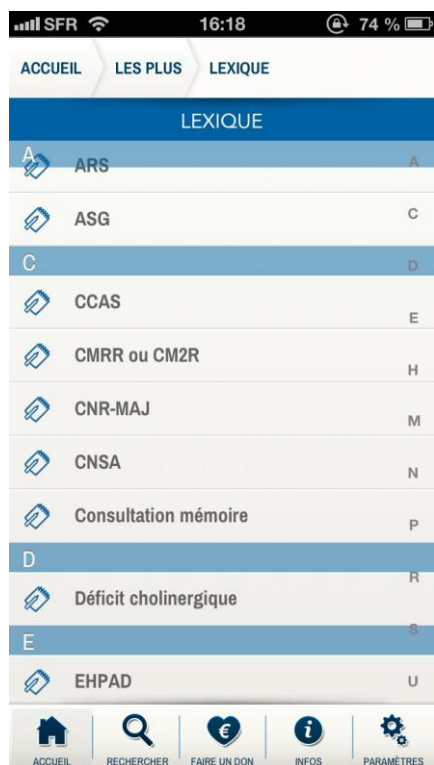 SFR 16:18 74 %
ACCUEIL LES PLUS LEXIQUE
LEXIQUE
A
ARS
A
ASG
C
C
D
CCAS
E
CMRR ou CM2R
H
CNR-MAJ
M
CNSA
N
Consultation mémoire
P
D
R
Déficit cholinergique
S
E
EHPAD
U
ACCUEIL RECHERCHER FAIRE UN DON INFOS PARAMÈTRES